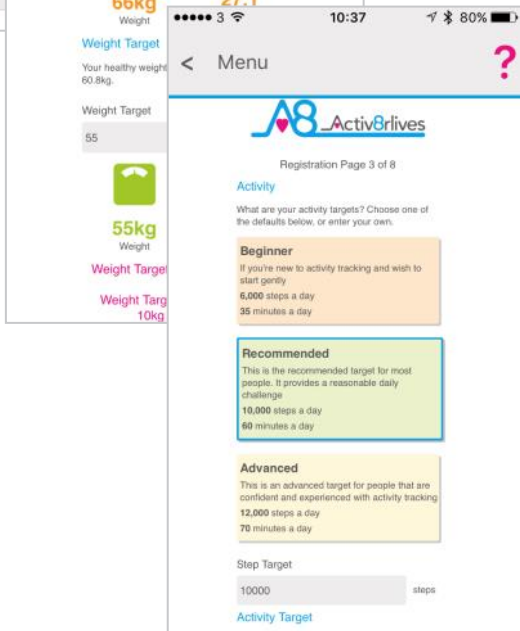 66kg
27.1
Weight
Weight Target
Your healthy weight
60.8kg.
Weight Target
55
55kg
Weight
Weight Target
Weight Targ
10kg
3
10:37
80%
< Menu
?
A8 Activ8rlives
Registration Page 3 of 8
Activity
What are your activity targets? Choose one of
the defaults below, or enter your own.
Beginner
If you're new to activity tracking and wish to
start gently
6,000 steps a day
35 minutes a day
Recommended
This is the recommended target for most
people. It provides a reasonable daily
challenge
10,000 steps a day
60 minutes a day
Advanced
This is an advanced target for people that are
confident and experienced with activity tracking
12,000 steps a day
70 minutes a day
Step Target
10000 steps
Activity Target